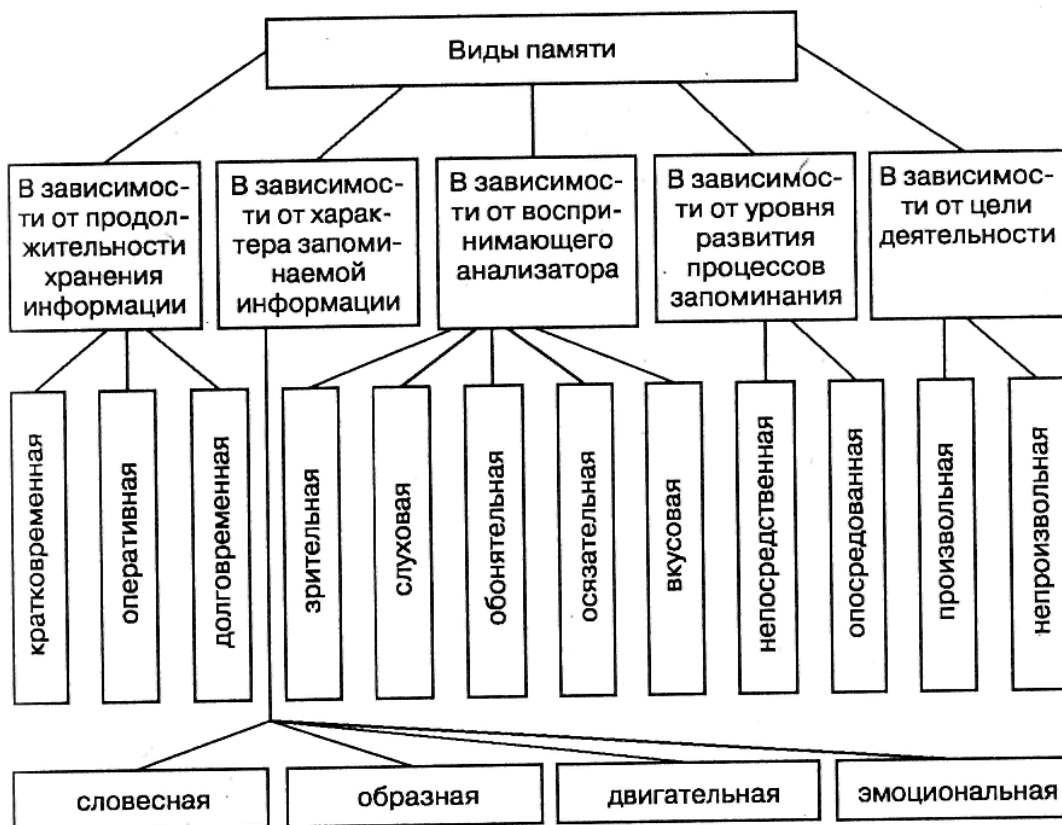 Виды памяти
В зависимос-
ти от продол-
жительности
хранения
информации
В зависимос-
ти от харак-
тера запоми-
наемой
информации
В зависимос-
ти от воспри-
нимающего
анализатора
В зависимос-
ти от уровня
развития
процессов
запоминания
В зависимос-
ти от цели
деятельности
кратковременная
оперативная
долговременная
зрительная
слуховая
обонятельная
осязательная
вкусовая
непосредственная
опосредованная
произвольная
непроизвольная
словесная
образная
двигательная
эмоциональная